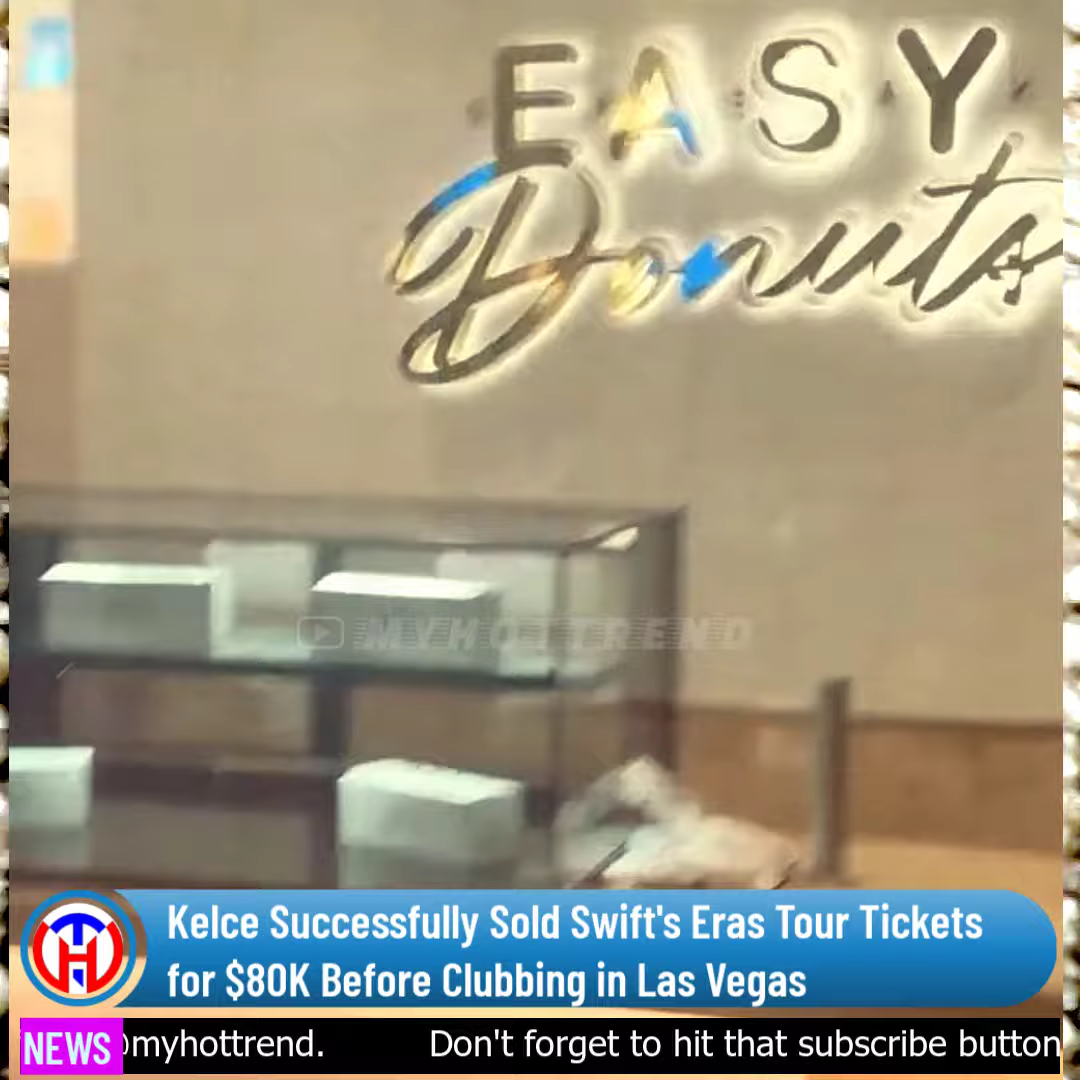 EASY
Donuts
MYHOTTREND
Kelce Successfully Sold Swift's Eras Tour Tickets
for $80K Before Clubbing in Las Vegas
NEWS @myhottrend. Don't forget to hit that subscribe button